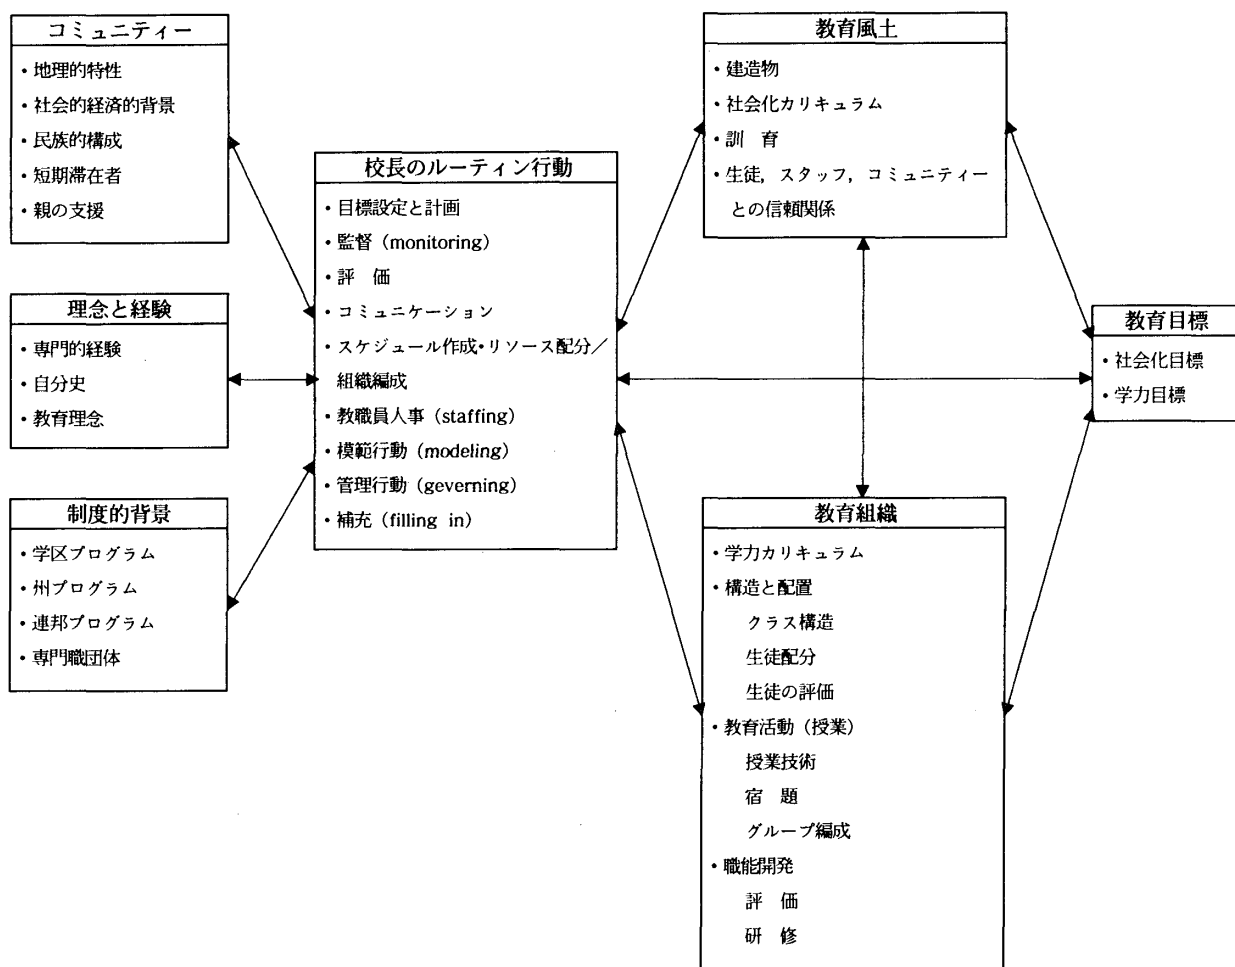 コミュニティー
・地理的特性
・社会的経済的背景
・民族的構成
・短期滞在者
・親の支援
理念と経験
・専門的経験
・自分史
・教育理念
制度的背景
・学区プログラム
・州プログラム
・連邦プログラム
・専門職団体
校長のルーティン行動
・目標設定と計画
・監督（monitoring）
・評　価
・コミュニケーション
・スケジュール作成・リソース配分／
組織編成
・教職員人事（staffing）
・模範行動（modeling）
・管理行動（geverning）
・補充（filling in）
教育風土
・建造物
・社会化カリキュラム
・訓　育
・生徒，スタッフ，コミュニティー
との信頼関係
教育組織
・学力カリキュラム
・構造と配置
クラス構造
生徒配分
生徒の評価
・教育活動（授業）
授業技術
宿　題
グループ編成
・職能開発
評　価
研　修
教育目標
・社会化目標
・学力目標